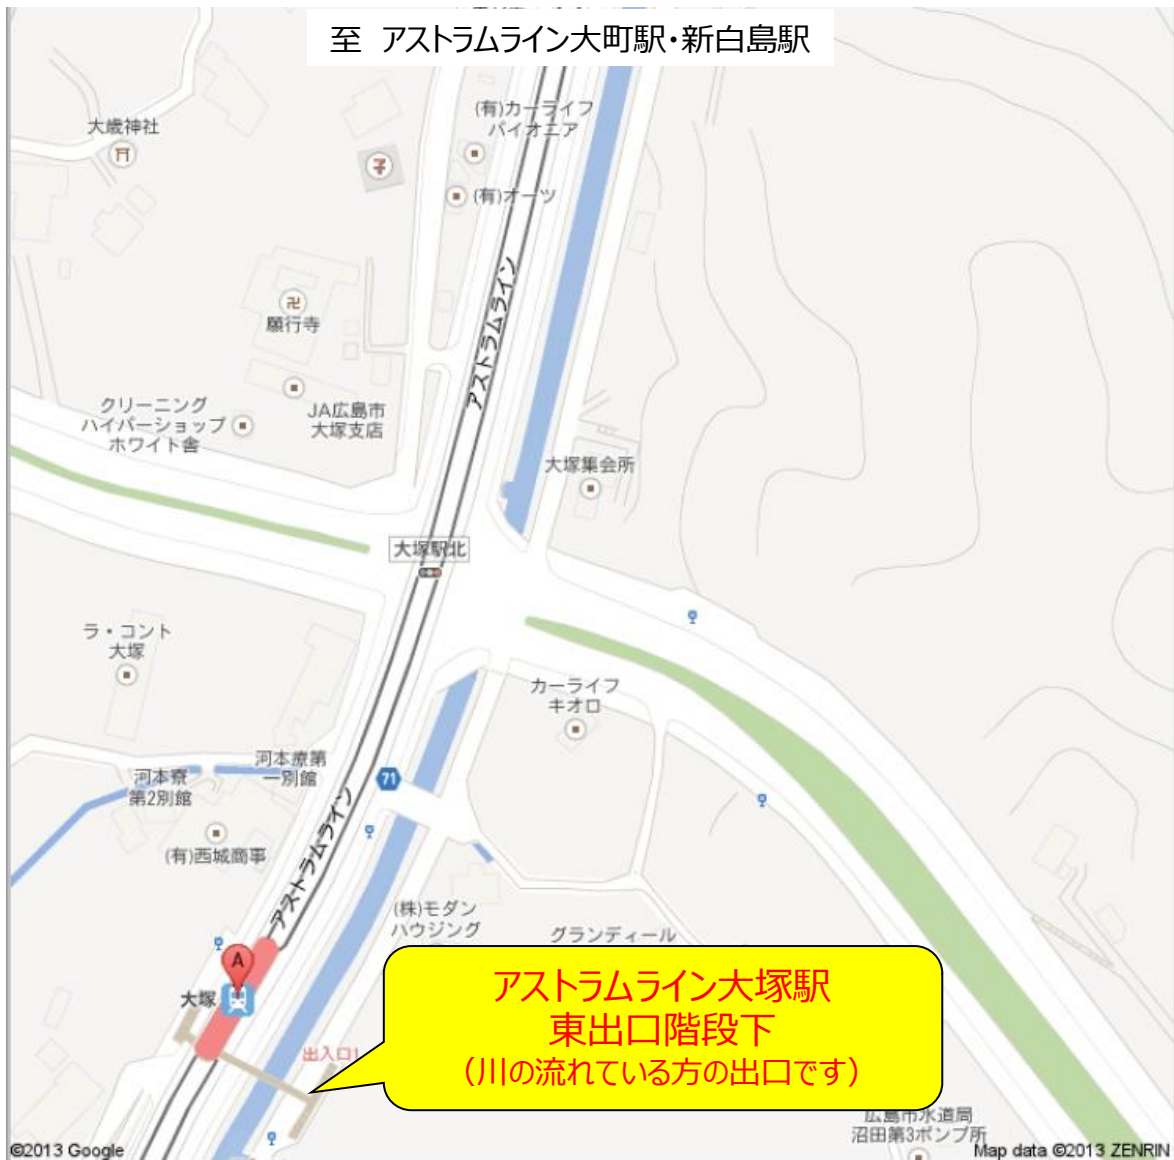 至 アストラムライン大町駅・新白島駅
(有)カーライフ
パイオニア
大歳神社
(有)オーツ
アストラムライン
願行寺
JA広島市
大塚支店
クリーニング
ハイパーショップ
ホワイト舎
大塚集会所
大塚駅北
ラ・コント
大塚
カーライフ
キオロ
河本療第
一別館
河本寮
第2別館
71
(有)西城商事
アストラムライン
(株)モダン
ハウジング
グランディール
A
大塚
出入口1
アストラムライン大塚駅
東出口階段下
（川の流れている方の出口です）
広島市水道局
沼田第3ポンプ所
©2013 Google
Map data ©2013 ZENRIN